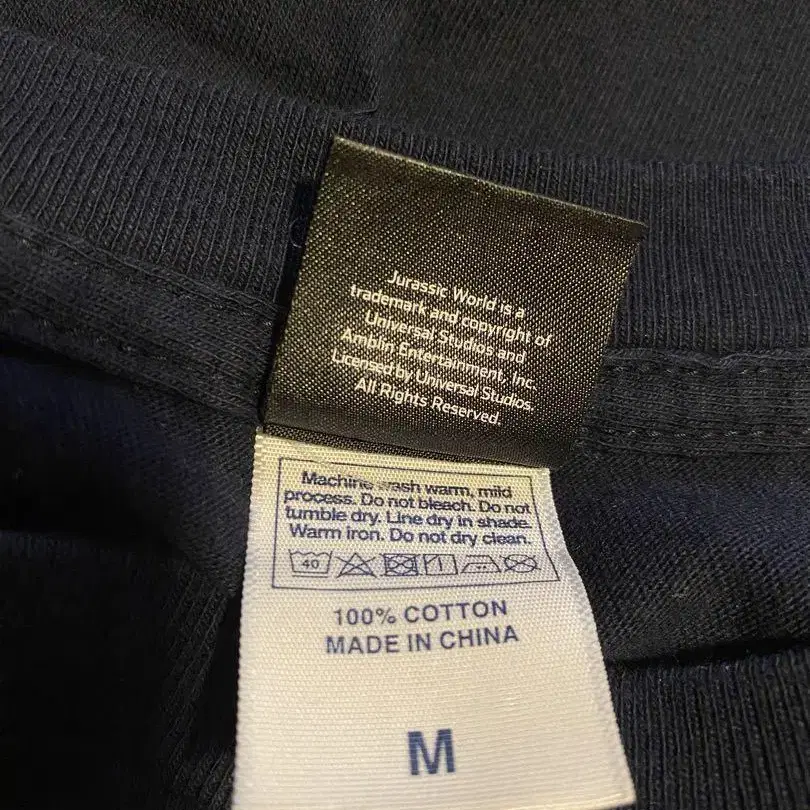 Jurassic World is a
trademark and copyright of
Universal Studios and
Amblin Entertainment, Inc.
Licensed by Universal Studios.
All Rights Reserved.
Machine wash warm, mild
process. Do not bleach. Do not
tumble dry. Line dry in shade.
Warm iron. Do not dry clean.
40
100% COTTON
MADE IN CHINA
M